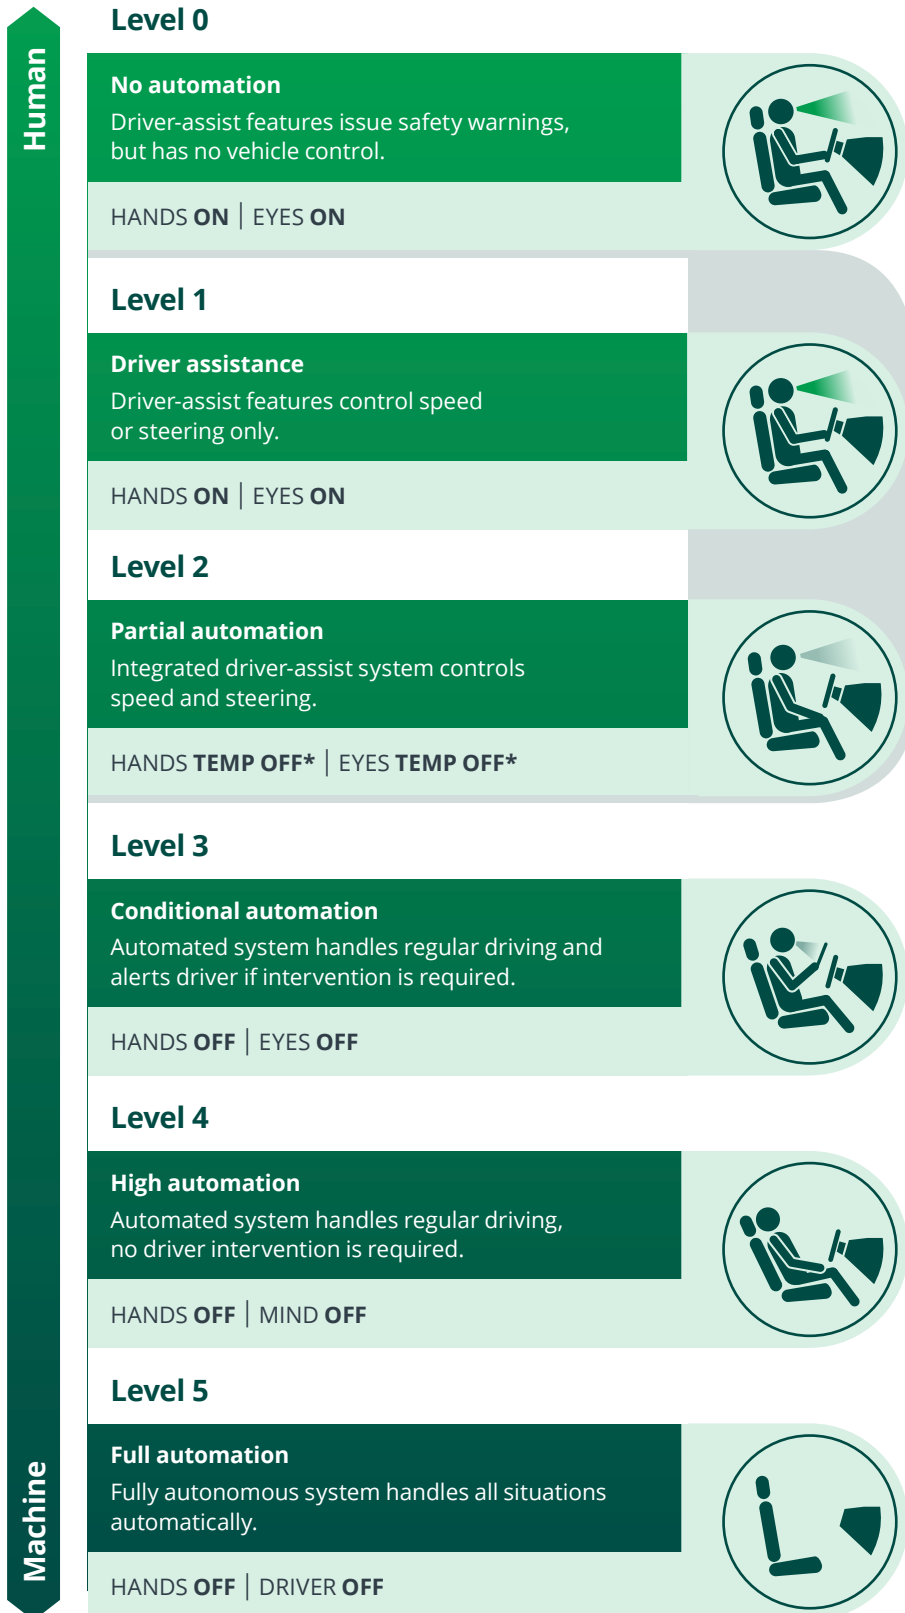 Human
Level 0
No automation
Driver-assist features issue safety warnings,
but has no vehicle control.
HANDS ON | EYES ON
Level 1
Driver assistance
Driver-assist features control speed
or steering only.
HANDS ON | EYES ON
Level 2
Partial automation
Integrated driver-assist system controls
speed and steering.
HANDS TEMP OFF* | EYES TEMP OFF*
Level 3
Conditional automation
Automated system handles regular driving and
alerts driver if intervention is required.
HANDS OFF | EYES OFF
Level 4
High automation
Automated system handles regular driving,
no driver intervention is required.
HANDS OFF | MIND OFF
Level 5
Full automation
Fully autonomous system handles all situations
automatically.
HANDS OFF | DRIVER OFF
Machine